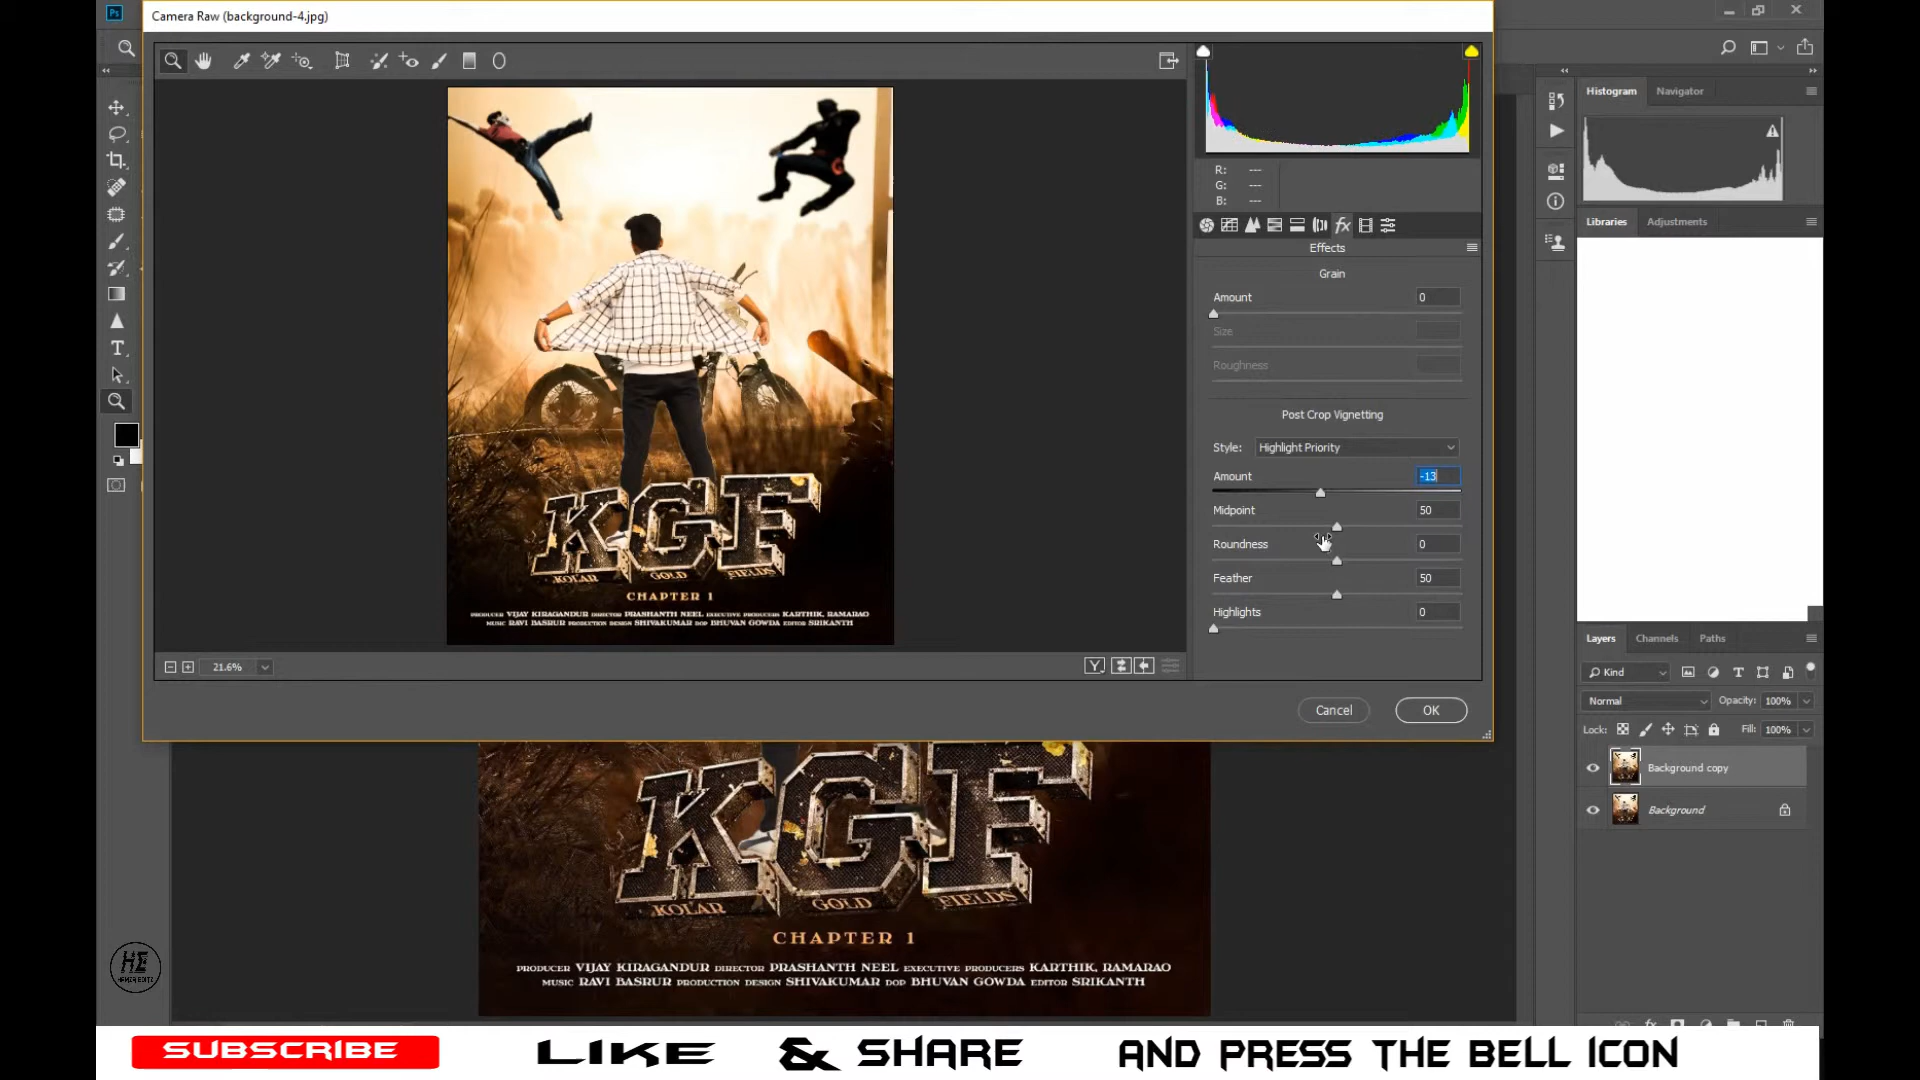 Ps
Camera Raw (background-4.jpg)
R: ---
G: ---
B: ---
fx
Effects
Grain
Amount 0
Size
Roughness
Post Crop Vignetting
Style: Highlight Priority
Amount -13
Midpoint 50
Roundness 0
Feather 50
Highlights 0
KGF
KOLAR GOLD FIELDS
CHAPTER 1
PRODUCER VIJAY KIRAGANDUR DIRECTOR PRASHANTH NEEL EXECUTIVE PRODUCERS KARTHIK, RAMARAO
MUSIC RAVI BASRUR PRODUCTION DESIGN SHIVAKUMAR DOP BHUVAN GOWDA EDITOR SRIKANTH
21.6%
Y
Cancel OK
Histogram Navigator
Libraries Adjustments
Layers Channels Paths
Kind
Normal Opacity: 100%
Lock: Fill: 100%
Background copy
Background
KGF
KOLAR GOLD FIELDS
CHAPTER 1
PRODUCER VIJAY KIRAGANDUR DIRECTOR PRASHANTH NEEL EXECUTIVE PRODUCERS KARTHIK, RAMARAO
MUSIC RAVI BASRUR PRODUCTION DESIGN SHIVAKUMAR DOP BHUVAN GOWDA EDITOR SRIKANTH
HE
SUBSCRIBE LIKE & SHARE AND PRESS THE BELL ICON